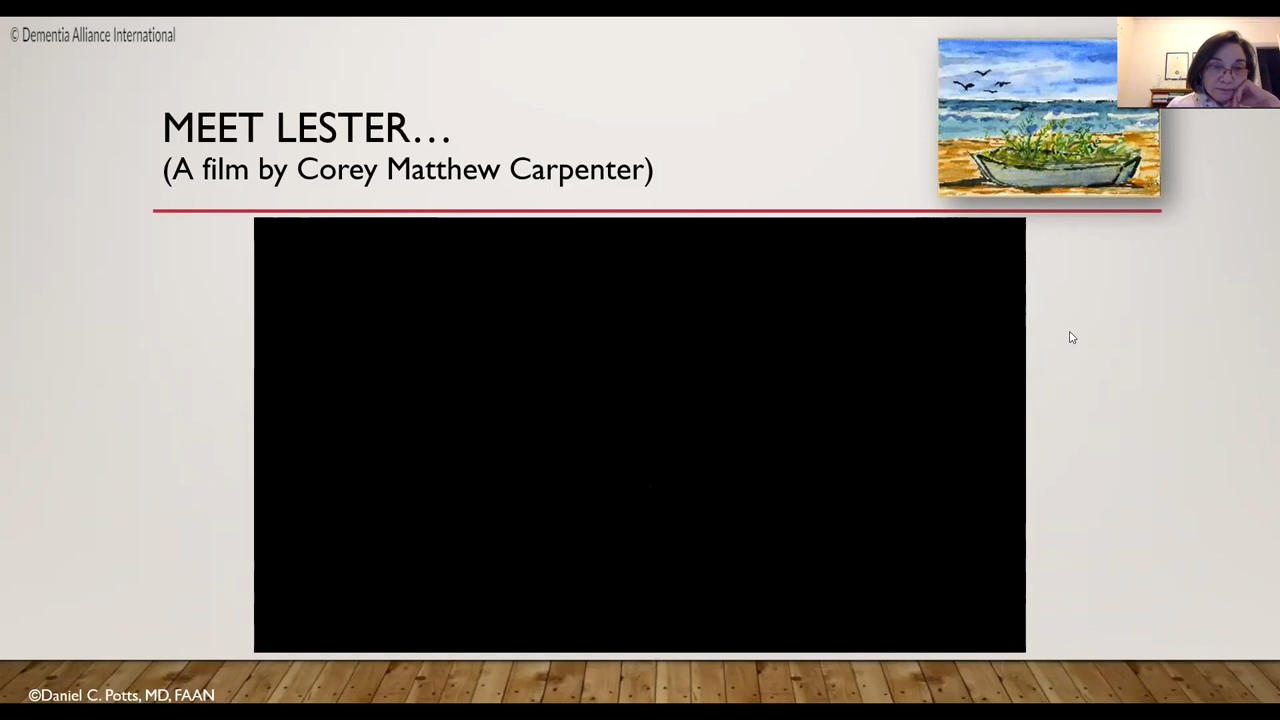 © Dementia Alliance International
MEET LESTER…
(A film by Corey Matthew Carpenter)
©Daniel C. Potts, MD, FAAN